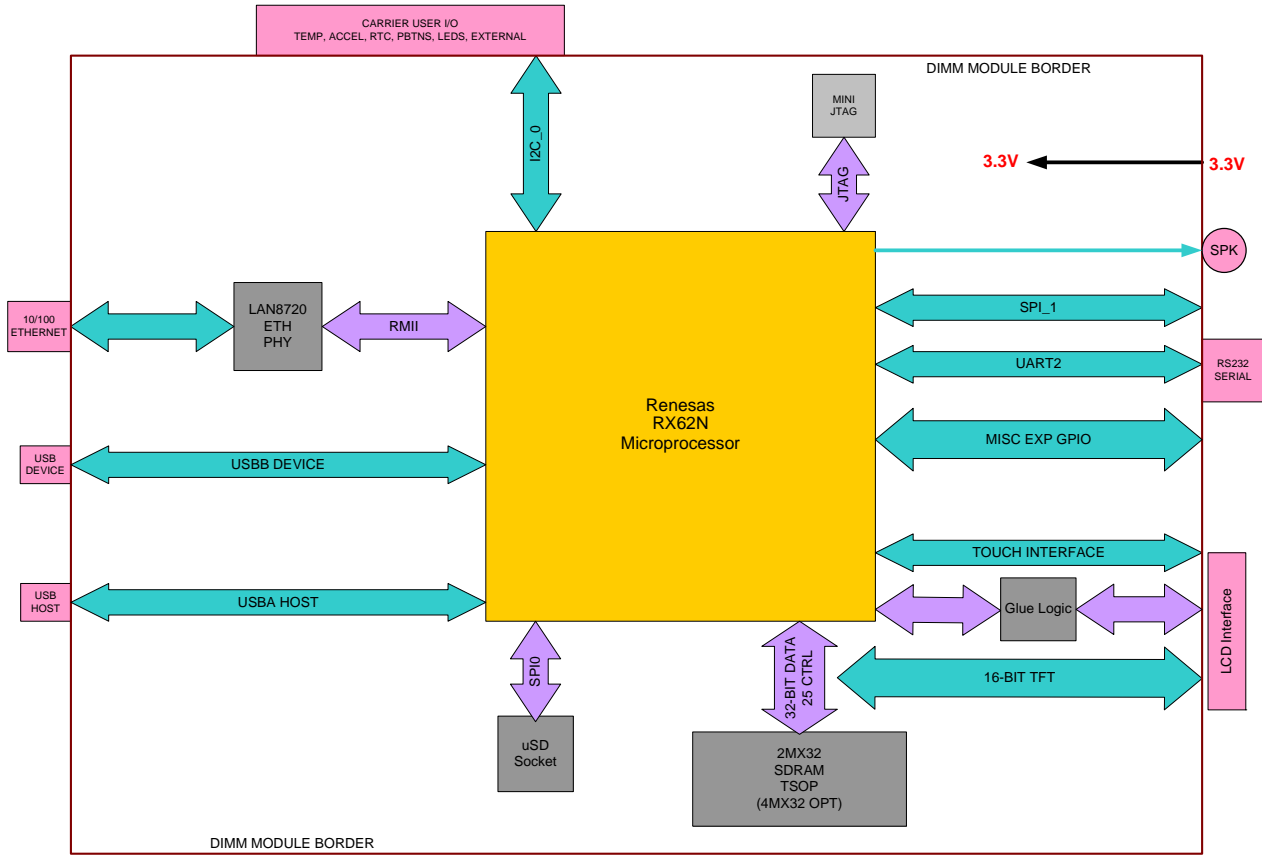 CARRIER USER I/O
TEMP, ACCEL, RTC, PBTNS, LEDS, EXTERNAL
DIMM MODULE BORDER
MINI
JTAG
I2C_0
JTAG
3.3V
3.3V
SPK
LAN8720
ETH
PHY
10/100
ETHERNET
RMII
SPI_1
UART2
RS232
SERIAL
Renesas
RX62N
Microprocessor
MISC EXP GPIO
USB
DEVICE
USBB DEVICE
TOUCH INTERFACE
USB
HOST
USBA HOST
Glue Logic
LCD Interface
SPI0
32-BIT DATA
25 CTRL
16-BIT TFT
uSD
Socket
2MX32
SDRAM
TSOP
(4MX32 OPT)
DIMM MODULE BORDER